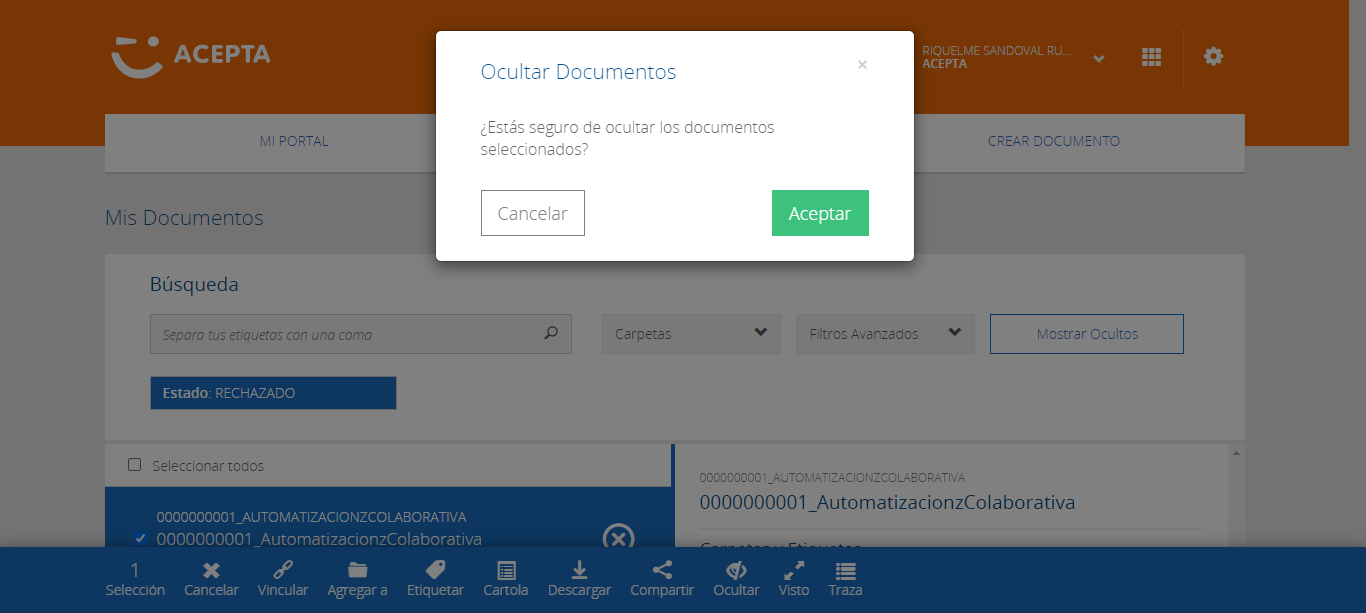 ACEPTA
RIQUELME SANDOVAL RU...
ACEPTA
Ocultar Documentos
×
¿Estás seguro de ocultar los documentos
seleccionados?
Cancelar
Aceptar
MI PORTAL
CREAR DOCUMENTO
Mis Documentos
Búsqueda
Separa tus etiquetas con una coma
Carpetas
Filtros Avanzados
Mostrar Ocultos
Estado: RECHAZADO
Seleccionar todos
0000000001_AUTOMATIZACIONZCOLABORATIVA
0000000001_AutomatizacionzColaborativa
0000000001_AUTOMATIZACIONZCOLABORATIVA
0000000001_AutomatizacionzColaborativa
Carpetas y Etiquetas
1
Selección
Cancelar
Vincular
Agregar a
Etiquetar
Cartola
Descargar
Compartir
Ocultar
Visto
Traza